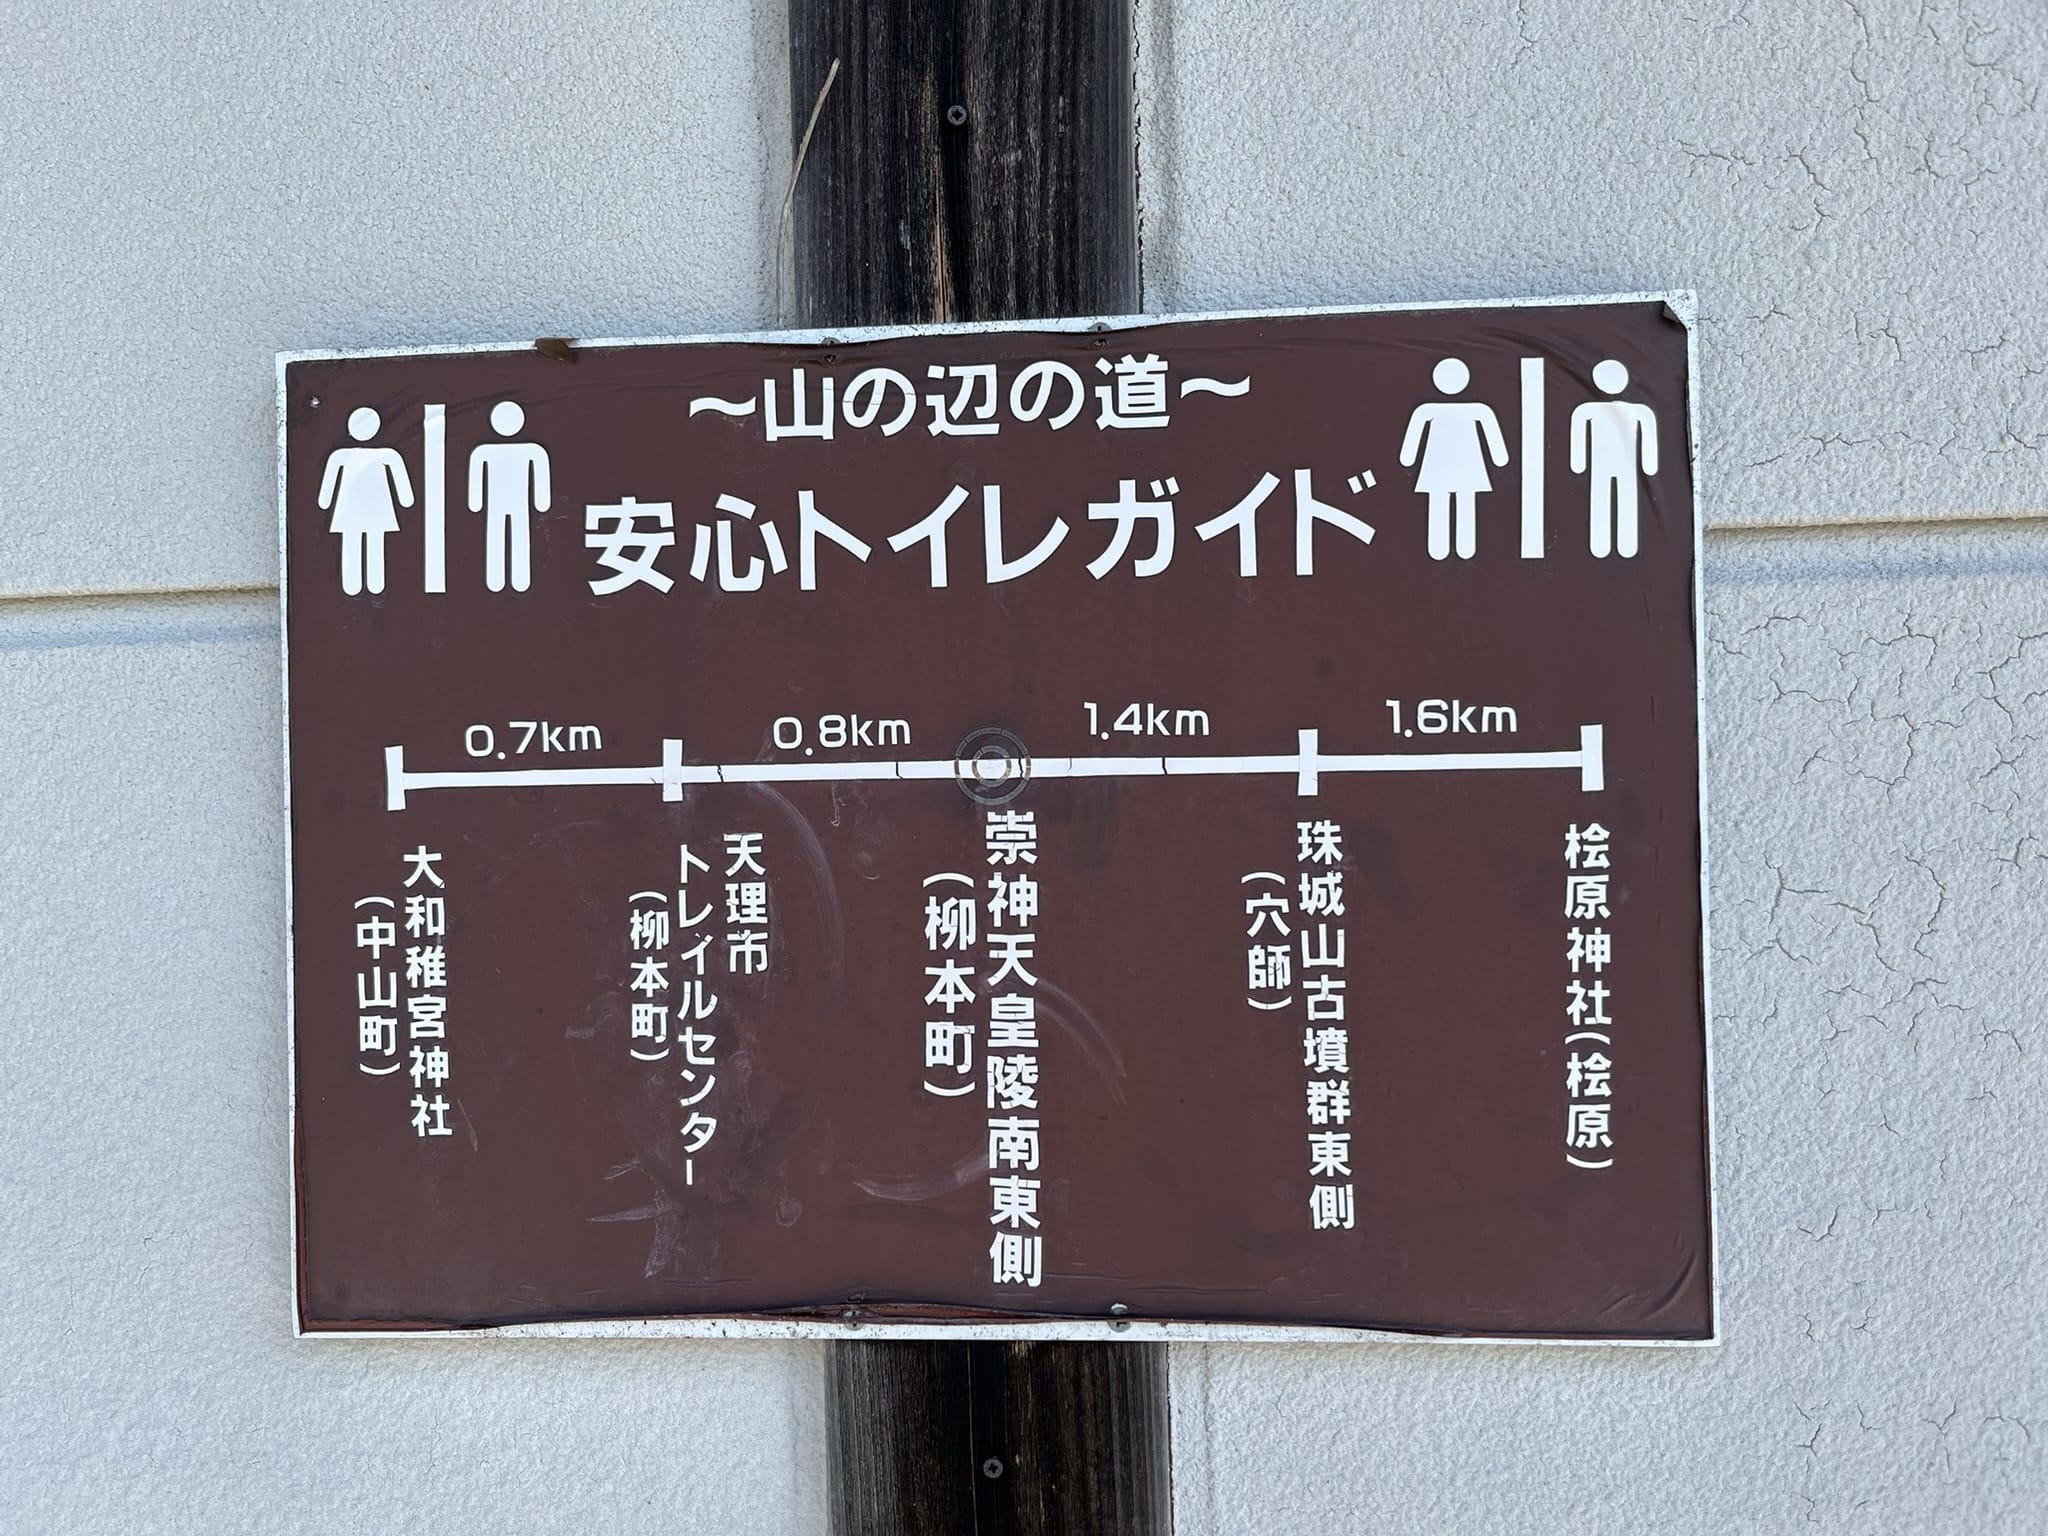 ～山の辺の道～
安心トイレガイド
0.7km
0.8km
1.4km
1.6km
大和稚宮神社
(中山町)
天理市
トレイルセンター
(柳本町)
崇神天皇陵南東側
(柳本町)
珠城山古墳群東側
(穴師)
桧原神社(桧原)